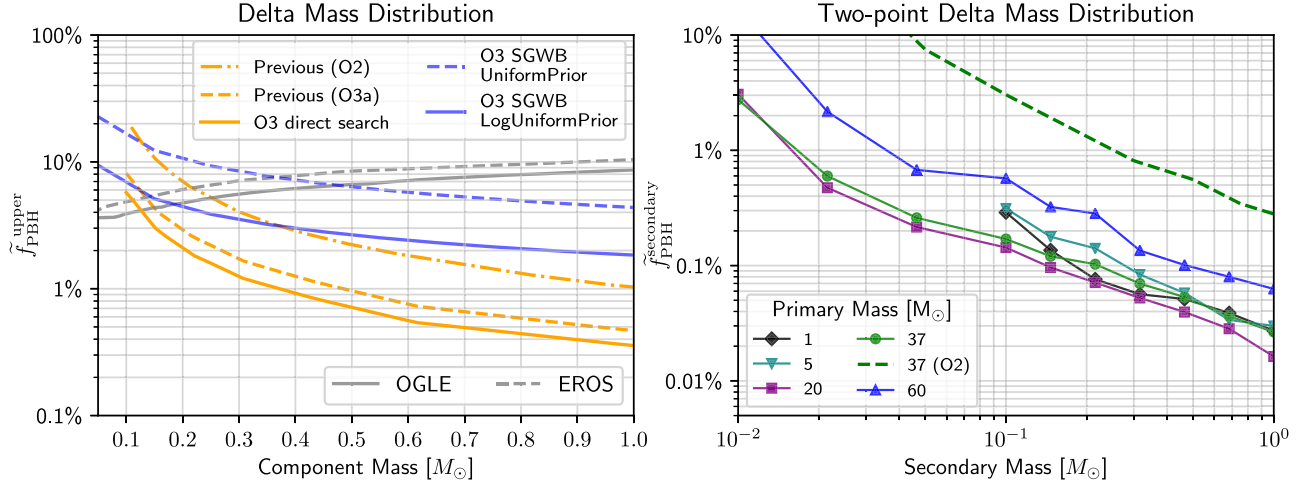 Delta Mass Distribution
100%
10%
1%
0.1%
f̃ upper PBH
Previous (O2)
Previous (O3a)
O3 direct search
O3 SGWB
UniformPrior
O3 SGWB
LogUniformPrior
OGLE
EROS
0.1 0.2 0.3 0.4 0.5 0.6 0.7 0.8 0.9 1.0
Component Mass [M⊙]
Two-point Delta Mass Distribution
10%
1%
0.1%
0.01%
f̃ secondary PBH
Primary Mass [M⊙]
1
5
20
37
37 (O2)
60
10⁻² 10⁻¹ 10⁰
Secondary Mass [M⊙]